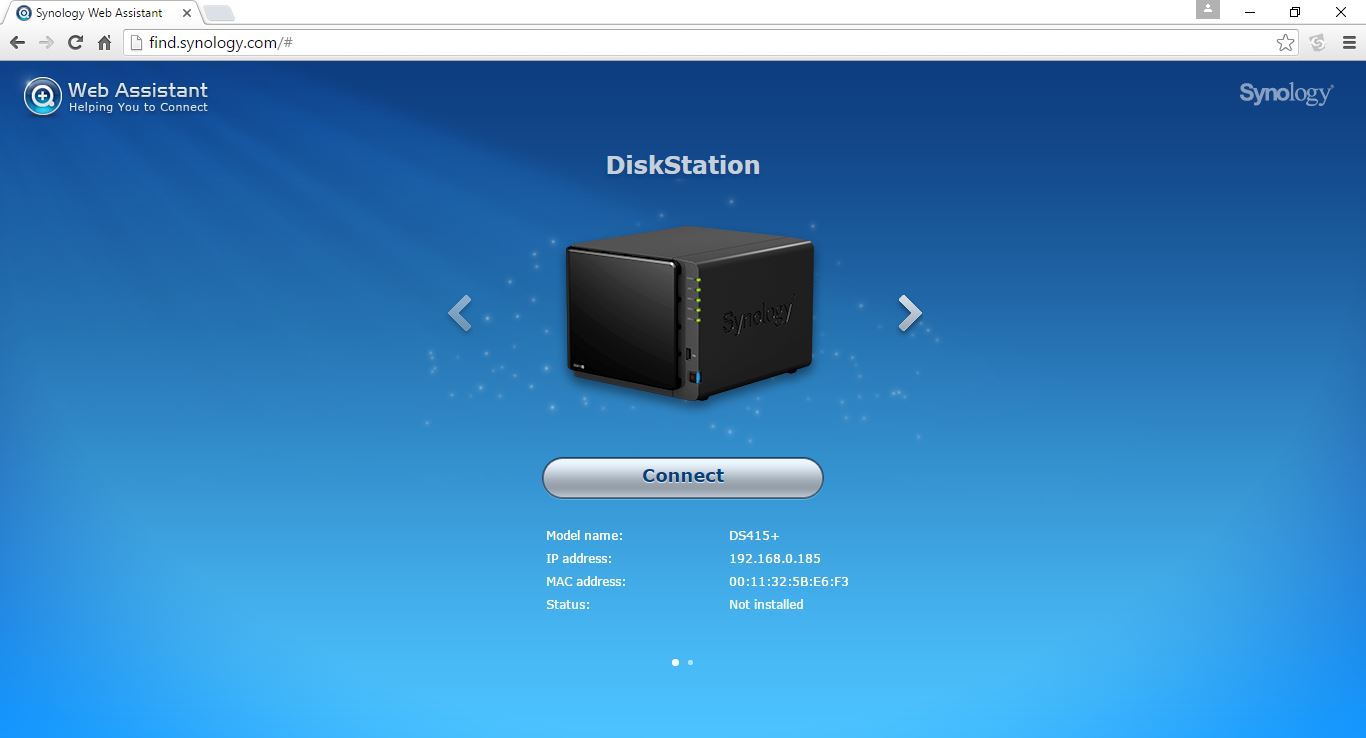 Synology Web Assistant
find.synology.com/#
Web Assistant
Helping You to Connect
Synology
DiskStation
Synology
Connect
Model name: DS415+
IP address: 192.168.0.185
MAC address: 00:11:32:5B:E6:F3
Status: Not installed